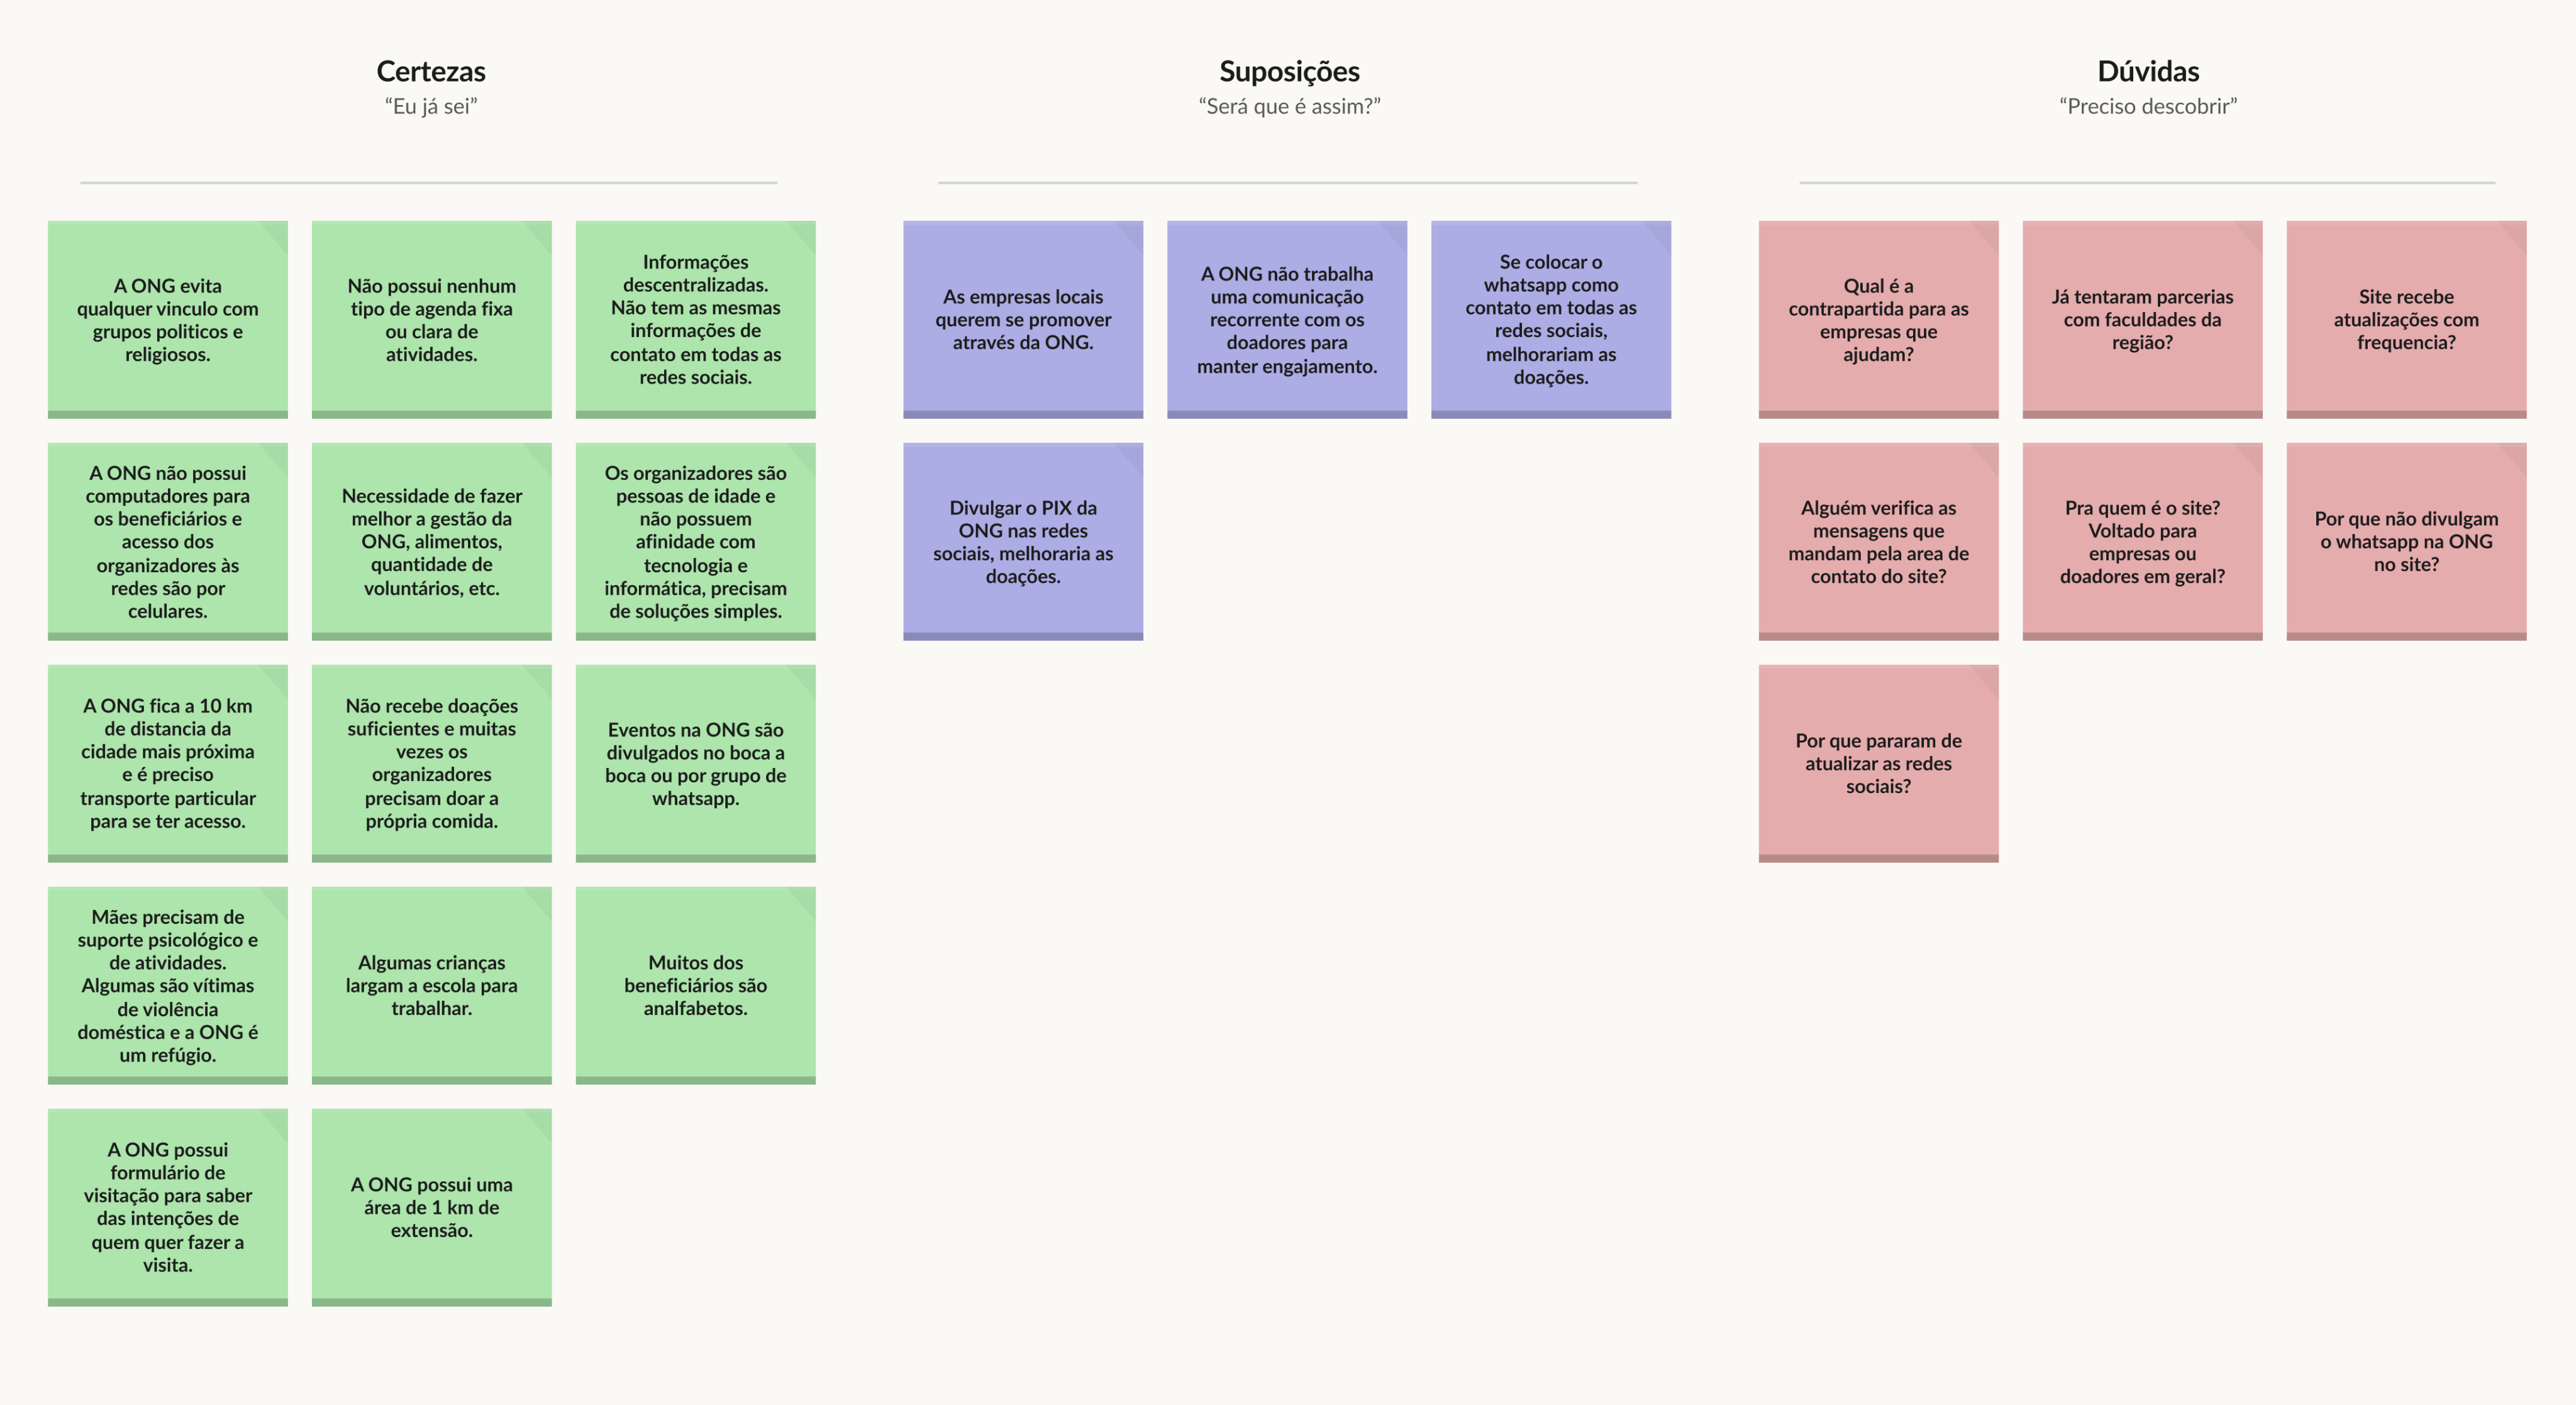 Certezas
“Eu já sei”
A ONG evita
qualquer vinculo com
grupos politicos e
religiosos.
Não possui nenhum
tipo de agenda fixa
ou clara de
atividades.
Informações
descentralizadas.
Não tem as mesmas
informações de
contato em todas as
redes sociais.
A ONG não possui
computadores para
os beneficiários e
acesso dos
organizadores às
redes são por
celulares.
Necessidade de fazer
melhor a gestão da
ONG, alimentos,
quantidade de
voluntários, etc.
Os organizadores são
pessoas de idade e
não possuem
afinidade com
tecnologia e
informática, precisam
de soluções simples.
A ONG fica a 10 km
de distancia da
cidade mais próxima
e é preciso
transporte particular
para se ter acesso.
Não recebe doações
suficientes e muitas
vezes os
organizadores
precisam doar a
própria comida.
Eventos na ONG são
divulgados no boca a
boca ou por grupo de
whatsapp.
Mães precisam de
suporte psicológico e
de atividades.
Algumas são vítimas
de violência
doméstica e a ONG é
um refúgio.
Algumas crianças
largam a escola para
trabalhar.
Muitos dos
beneficiários são
analfabetos.
A ONG possui
formulário de
visitação para saber
das intenções de
quem quer fazer a
visita.
A ONG possui uma
área de 1 km de
extensão.
Suposições
“Será que é assim?”
As empresas locais
querem se promover
através da ONG.
A ONG não trabalha
uma comunicação
recorrente com os
doadores para
manter engajamento.
Se colocar o
whatsapp como
contato em todas as
redes sociais,
melhorariam as
doações.
Divulgar o PIX da
ONG nas redes
sociais, melhoraria as
doações.
Dúvidas
“Preciso descobrir”
Qual é a
contrapartida para as
empresas que
ajudam?
Já tentaram parcerias
com faculdades da
região?
Site recebe
atualizações com
frequencia?
Alguém verifica as
mensagens que
mandam pela area de
contato do site?
Pra quem é o site?
Voltado para
empresas ou
doadores em geral?
Por que não divulgam
o whatsapp na ONG
no site?
Por que pararam de
atualizar as redes
sociais?